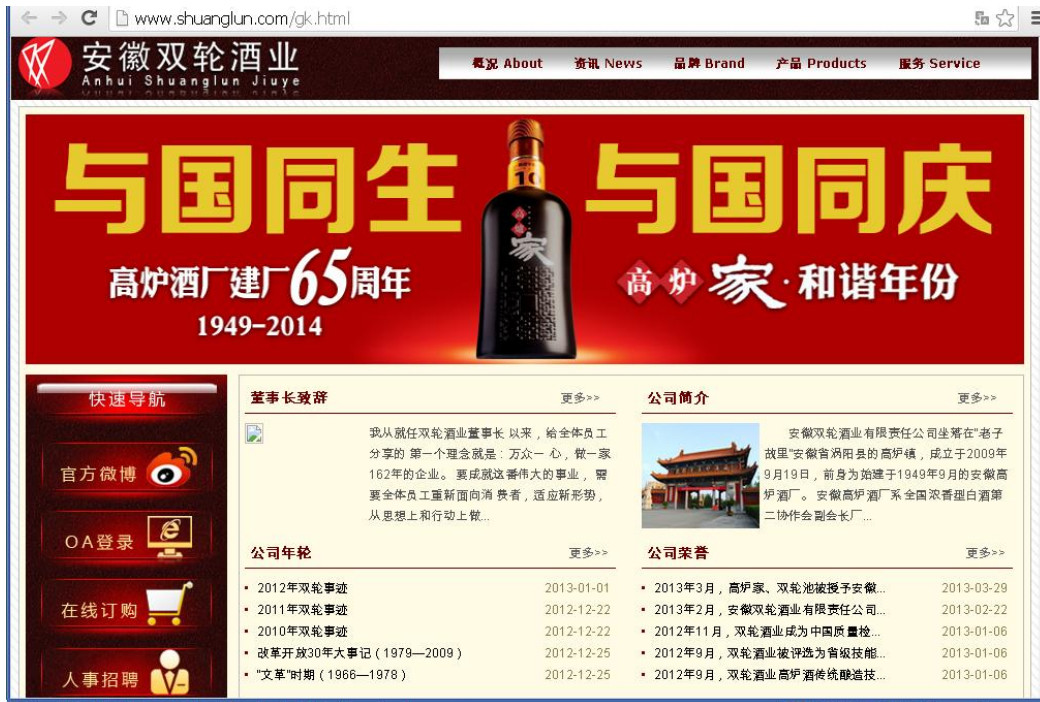 www.shuanglun.com/gk.html
安徽双轮酒业
Anhui Shuanglun Jiuye
概况 About 资讯 News 品牌 Brand 产品 Products 服务 Service
与国同生 与国同庆
高炉酒厂建厂65周年
1949-2014
高炉家·和谐年份
10
高炉
家
快速导航
官方微博
OA登录
在线订购
人事招聘
董事长致辞 更多>>
我从就任双轮酒业董事长 以来，给全体员工
分享的 第一个理念就是：万众一 心，做一家
162年的企业。 要成就这番伟大的事业， 需
要全体员工重新面向消 费者，适应新形势，
从思想上和行动上做...
公司简介 更多>>
安徽双轮酒业有限责任公司坐落在"老子
故里"安徽省涡阳县的高炉镇，成立于2009年
9月19日，前身为始建于1949年9月的安徽高
炉酒厂。 安徽高炉酒厂系全国浓香型白酒第
二协作会副会长厂...
公司年轮 更多>>
2012年双轮事迹 2013-01-01
2011年双轮事迹 2012-12-22
2010年双轮事迹 2012-12-22
改革开放30年大事记（1979—2009） 2012-12-25
"文革"时期（1966—1978） 2012-12-25
公司荣誉 更多>>
2013年3月，高炉家、双轮池被授予安徽... 2013-03-29
2013年2月，安徽双轮酒业有限责任公司... 2013-02-22
2012年11月，双轮酒业成为中国质量检... 2013-01-06
2012年9月，双轮酒业被评选为省级技能... 2013-01-06
2012年9月，双轮酒业高炉酒传统酿造技... 2013-01-06